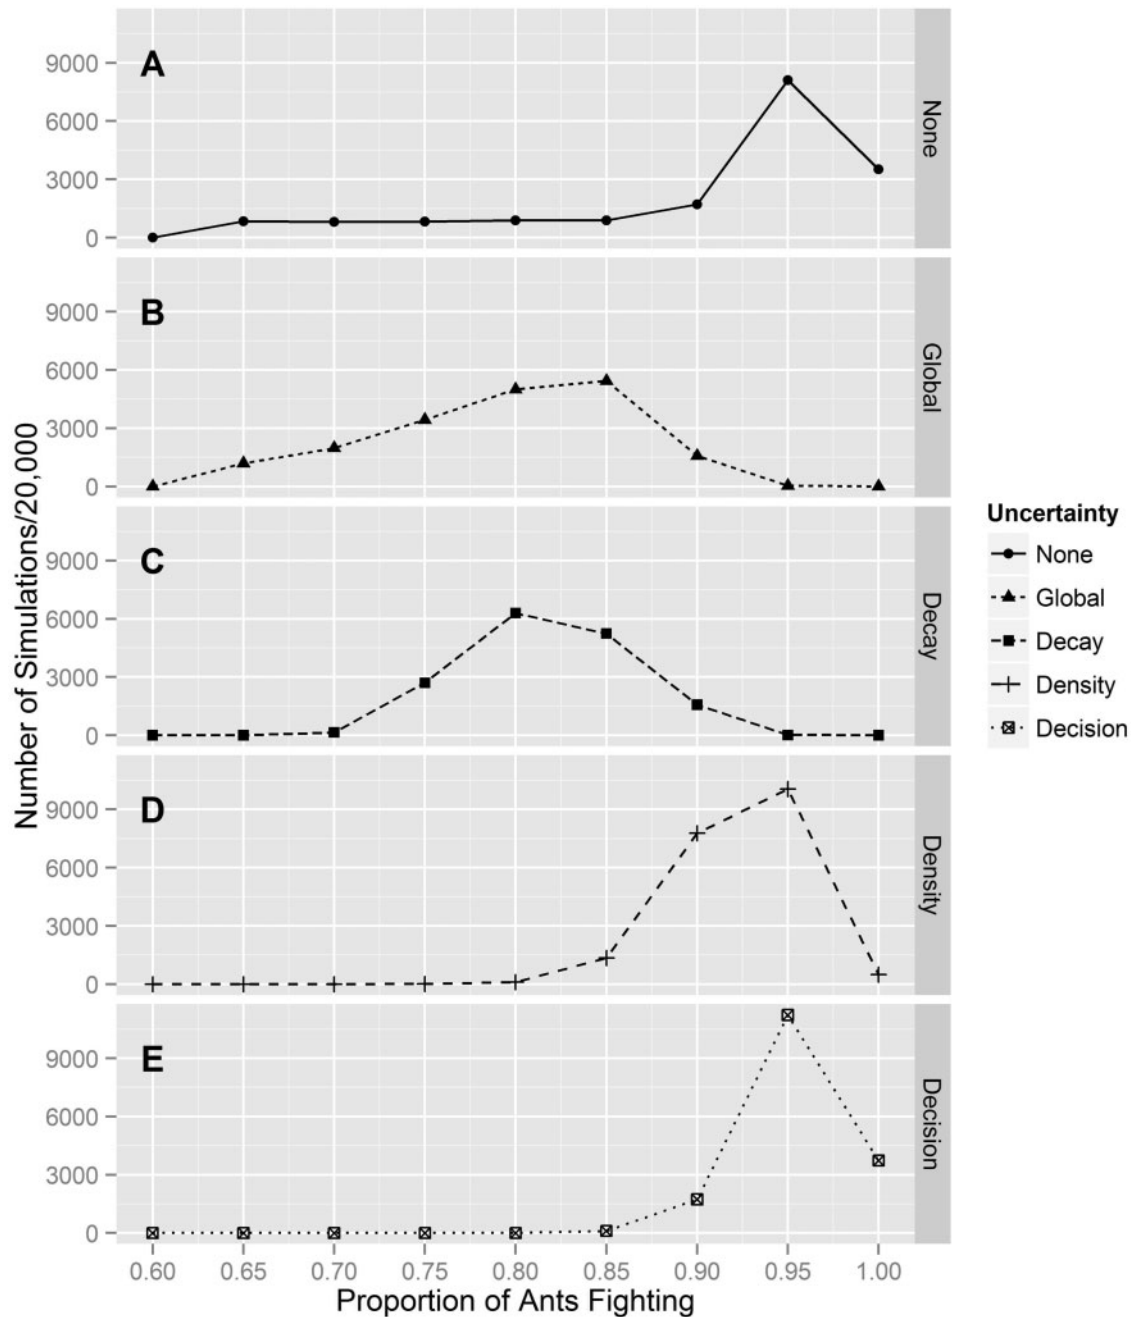 A
9000
6000
3000
0
None
B
9000
6000
3000
0
Global
C
9000
6000
3000
0
Decay
D
9000
6000
3000
0
Density
E
9000
6000
3000
0
Decision
Number of Simulations/20,000
0.60 0.65 0.70 0.75 0.80 0.85 0.90 0.95 1.00
Proportion of Ants Fighting
Uncertainty
None
Global
Decay
Density
Decision